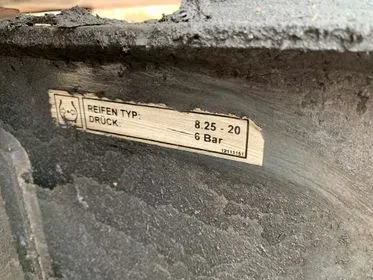 REIFEN TYP: 8.25 - 20
DRÜCK: 6 Bar